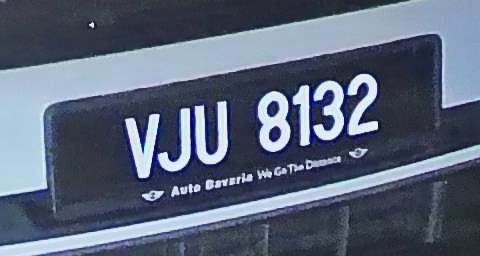 VJU 8132
Auto Bavaria We Go The Distance